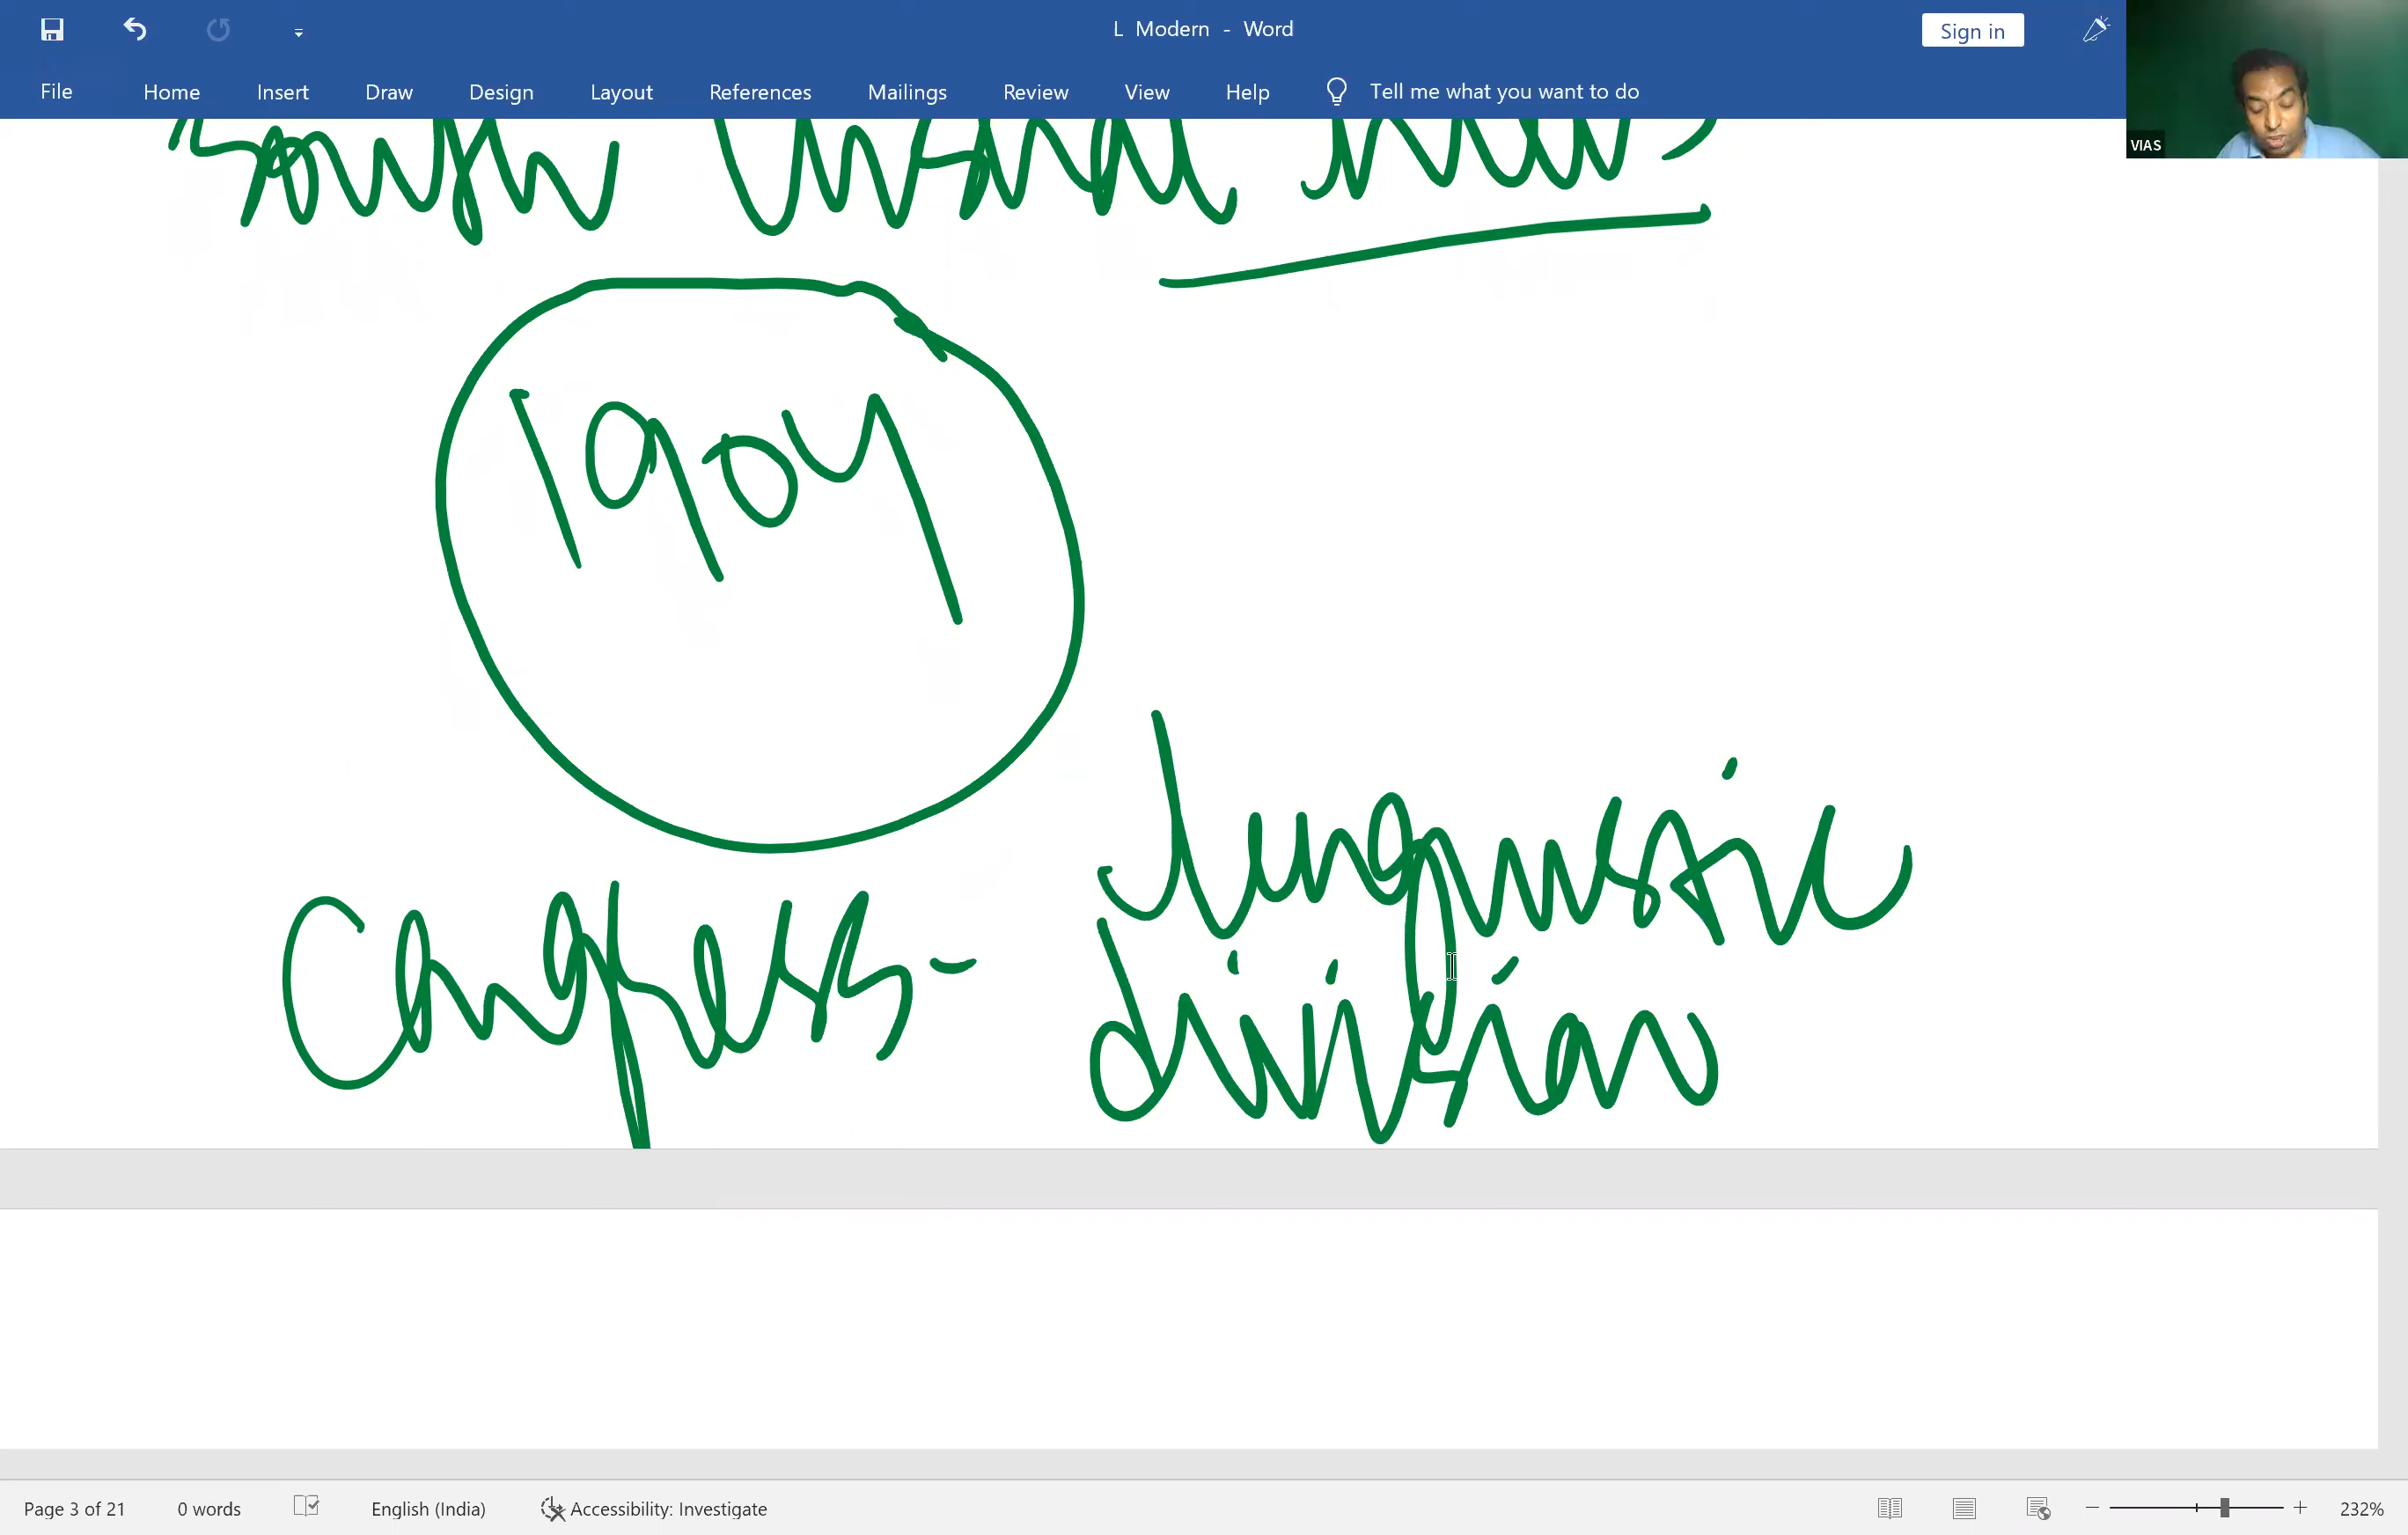 L Modern - Word
Sign in
File Home Insert Draw Design Layout References Mailings Review View Help Tell me what you want to do
VIAS
1904
Congress - linguistic
division
Page 3 of 21 0 words English (India) Accessibility: Investigate 232%